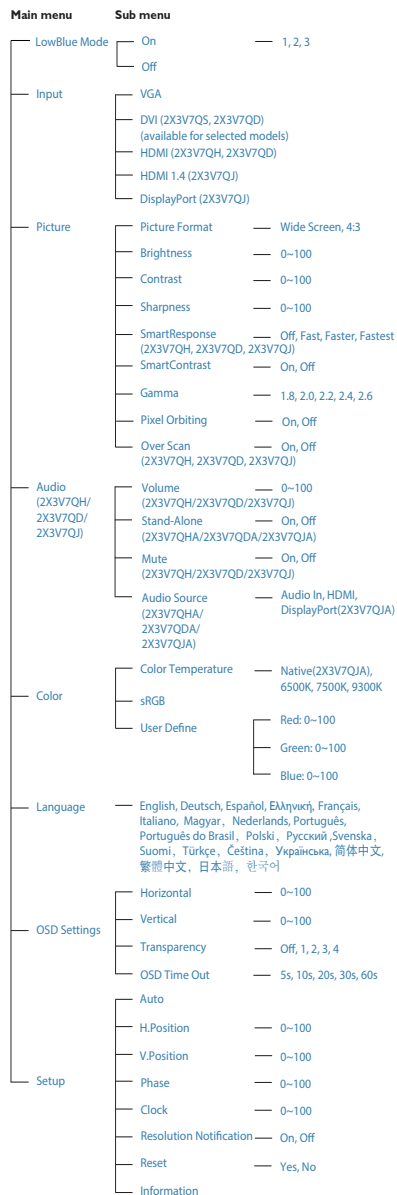 Main menu Sub menu
LowBlue Mode On 1, 2, 3
Off
Input VGA
DVI (2X3V7QS, 2X3V7QD)
(available for selected models)
HDMI (2X3V7QH, 2X3V7QD)
HDMI 1.4 (2X3V7QJ)
DisplayPort (2X3V7QJ)
Picture Picture Format Wide Screen, 4:3
Brightness 0~100
Contrast 0~100
Sharpness 0~100
SmartResponse Off, Fast, Faster, Fastest
(2X3V7QH, 2X3V7QD, 2X3V7QJ)
SmartContrast On, Off
Gamma 1.8, 2.0, 2.2, 2.4, 2.6
Pixel Orbiting On, Off
Over Scan On, Off
(2X3V7QH, 2X3V7QD, 2X3V7QJ)
Audio
(2X3V7QH/
2X3V7QD/
2X3V7QJ)
Volume 0~100
(2X3V7QH/2X3V7QD/2X3V7QJ)
Stand-Alone On, Off
(2X3V7QHA/2X3V7QDA/2X3V7QJA)
Mute On, Off
(2X3V7QH/2X3V7QD/2X3V7QJ)
Audio Source
(2X3V7QHA/
2X3V7QDA/
2X3V7QJA)
Audio In, HDMI,
DisplayPort(2X3V7QJA)
Color Color Temperature Native(2X3V7QJA),
6500K, 7500K, 9300K
sRGB
User Define Red: 0~100
Green: 0~100
Blue: 0~100
Language English, Deutsch, Español, Ελληνική, Français,
Italiano, Magyar, Nederlands, Português,
Português do Brasil, Polski, Русский ,Svenska,
Suomi, Türkçe, Čeština, Українська, 简体中文,
繁體中文, 日本語, 한국어
OSD Settings Horizontal 0~100
Vertical 0~100
Transparency Off, 1, 2, 3, 4
OSD Time Out 5s, 10s, 20s, 30s, 60s
Setup Auto
H.Position 0~100
V.Position 0~100
Phase 0~100
Clock 0~100
Resolution Notification On, Off
Reset Yes, No
Information